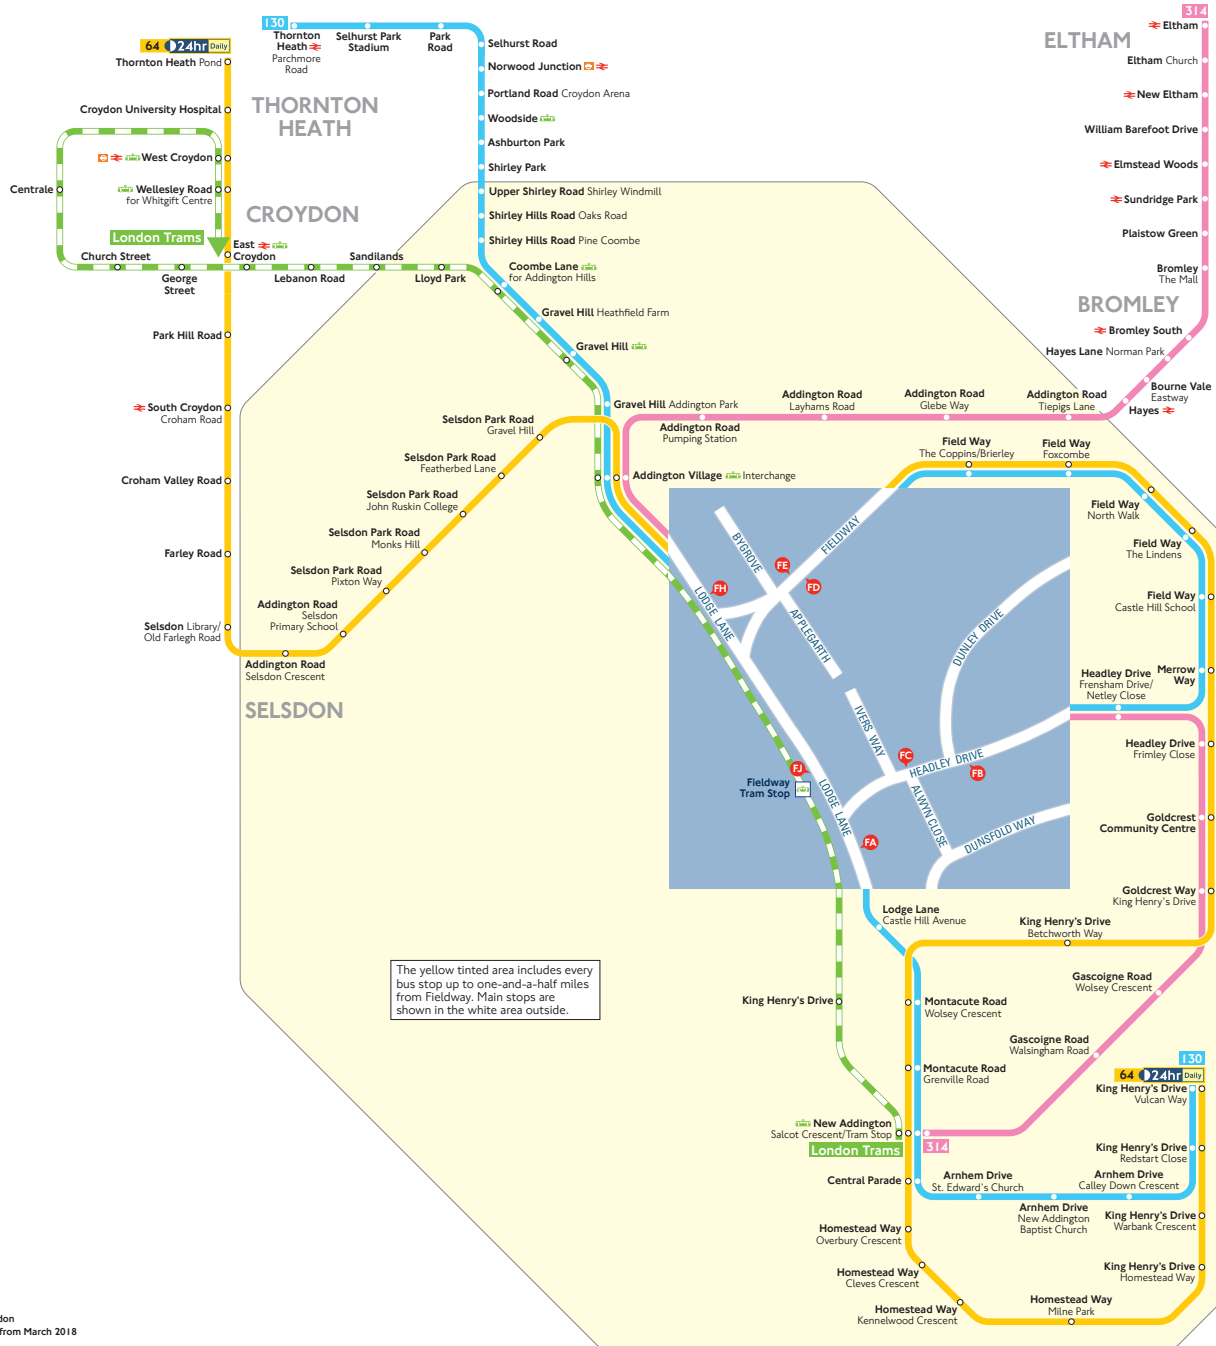 130
Thornton
Heath
Parchmore
Road
Selhurst Park
Stadium
Park
Road
Selhurst Road
Norwood Junction
Portland Road Croydon Arena
Woodside
Ashburton Park
Shirley Park
Upper Shirley Road Shirley Windmill
Shirley Hills Road Oaks Road
Shirley Hills Road Pine Coombe
Coombe Lane
for Addington Hills
Gravel Hill Heathfield Farm
Gravel Hill
Gravel Hill Addington Park
Addington Village Interchange
64 24hr Daily
Thornton Heath Pond
Croydon University Hospital
THORNTON
HEATH
West Croydon
Centrale
Wellesley Road
for Whitgift Centre
CROYDON
London Trams
East
Croydon
Church Street
George
Street
Lebanon Road
Sandilands
Lloyd Park
Park Hill Road
South Croydon
Croham Road
Croham Valley Road
Farley Road
Selsdon Library/
Old Farlegh Road
Addington Road
Selsdon Crescent
SELSDON
Addington Road
Selsdon
Primary School
Selsdon Park Road
Pixton Way
Selsdon Park Road
Monks Hill
Selsdon Park Road
John Ruskin College
Selsdon Park Road
Featherbed Lane
Selsdon Park Road
Gravel Hill
314
ELTHAM
Eltham
Eltham Church
New Eltham
William Barefoot Drive
Elmstead Woods
Sundridge Park
Plaistow Green
Bromley
The Mall
BROMLEY
Bromley South
Hayes Lane Norman Park
Bourne Vale
Eastway
Hayes
Addington Road
Tiepigs Lane
Addington Road
Glebe Way
Addington Road
Layhams Road
Addington Road
Pumping Station
Field Way
The Coppins/Brierley
Field Way
Foxcombe
Field Way
North Walk
Field Way
The Lindens
Field Way
Castle Hill School
Merrow
Way
Headley Drive
Frensham Drive/
Netley Close
Headley Drive
Frimley Close
Goldcrest
Community Centre
Goldcrest Way
King Henry's Drive
BYGROVE
FIELDWAY
FE
FD
FH
LODGE LANE
APPLEGARTH
DUNLEY DRIVE
IVERS WAY
FC
HEADLEY DRIVE
FB
FJ
Fieldway
Tram Stop
LODGE LANE
ALWYN CLOSE
DUNSFOLD WAY
FA
Lodge Lane
Castle Hill Avenue
King Henry's Drive
Betchworth Way
The yellow tinted area includes every
bus stop up to one-and-a-half miles
from Fieldway. Main stops are
shown in the white area outside.
King Henry's Drive
Montacute Road
Wolsey Crescent
Gascoigne Road
Wolsey Crescent
Gascoigne Road
Walsingham Road
Montacute Road
Grenville Road
New Addington
Salcot Crescent/Tram Stop
London Trams
314
130
64 24hr Daily
King Henry's Drive
Vulcan Way
King Henry's Drive
Redstart Close
Central Parade
Arnhem Drive
St. Edward's Church
Arnhem Drive
New Addington
Baptist Church
Arnhem Drive
Calley Down Crescent
King Henry's Drive
Warbank Crescent
King Henry's Drive
Homestead Way
Homestead Way
Overbury Crescent
Homestead Way
Cleves Crescent
Homestead Way
Kennelwood Crescent
Homestead Way
Milne Park
don
from March 2018